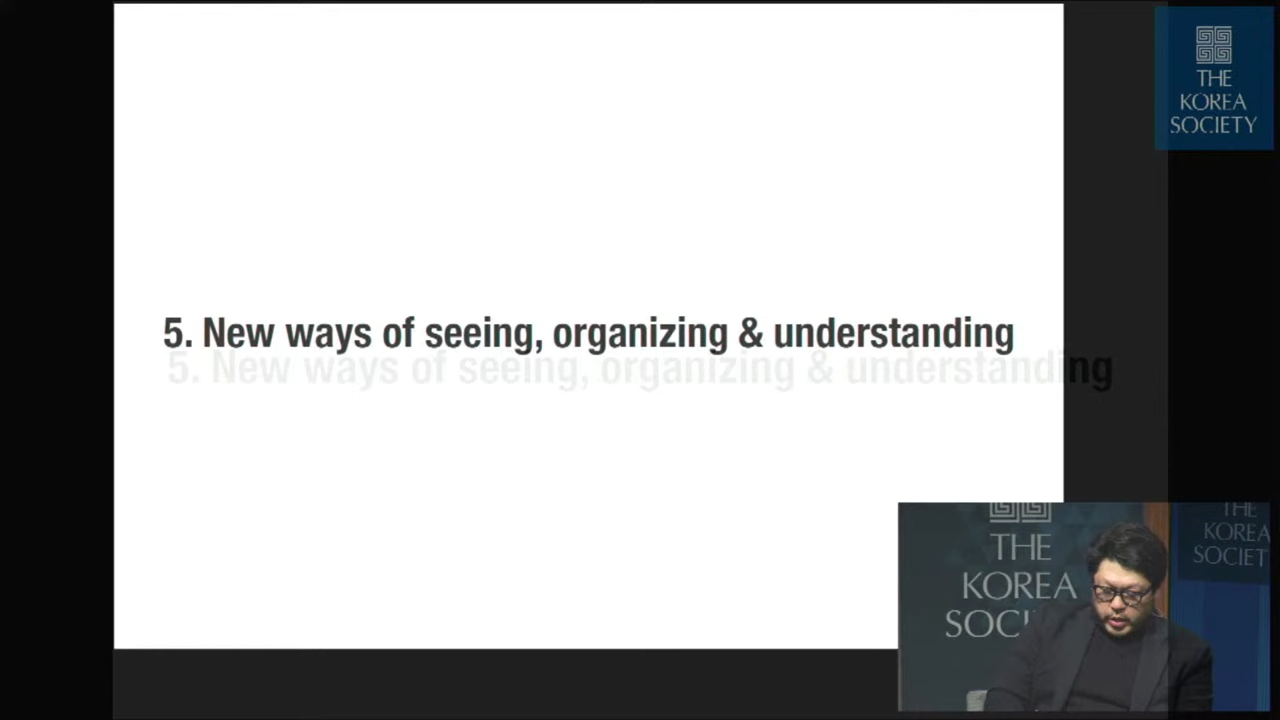 THE
KOREA
SOCIETY
5. New ways of seeing, organizing & understanding
5. New ways of seeing, organizing & understanding
THE
KOREA
SOCI
THE
KOREA
SOCIET